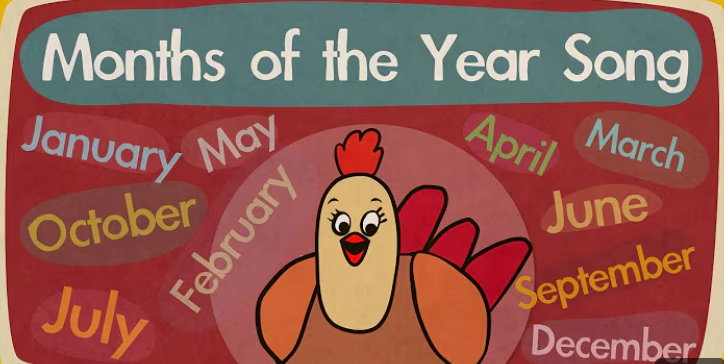 Months of the Year Song
January
May
April
March
October
February
June
July
September
December